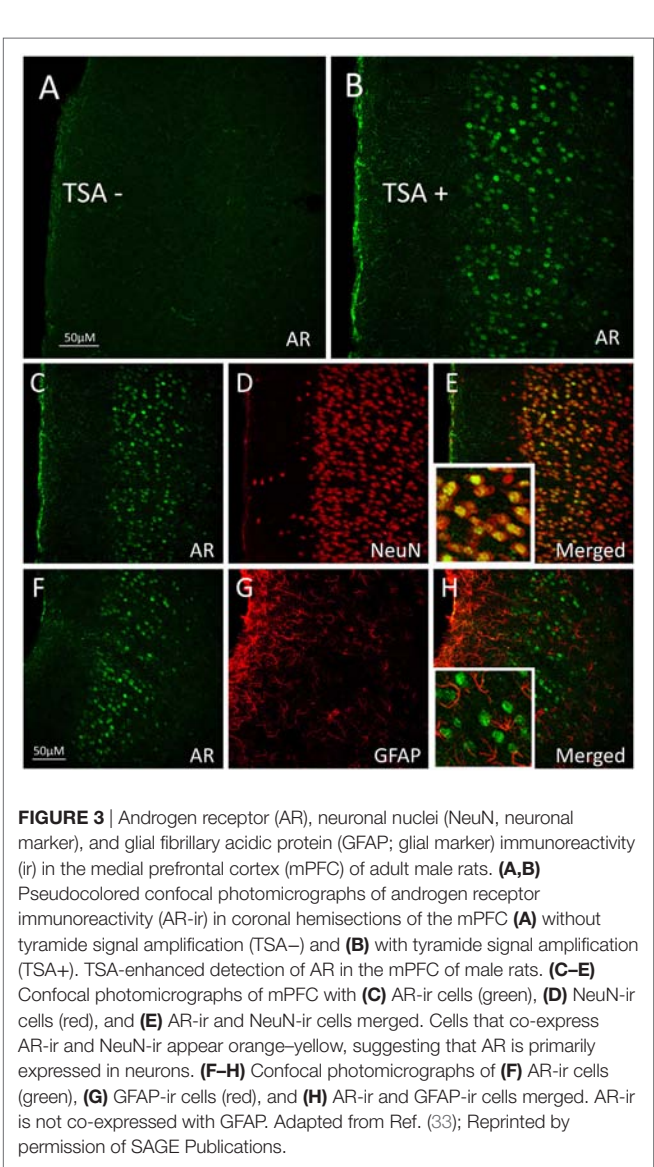 A
B
TSA -
TSA +
50μM
AR
AR
C
D
E
AR
NeuN
Merged
F
G
H
50μM
AR
GFAP
Merged
FIGURE 3 | Androgen receptor (AR), neuronal nuclei (NeuN, neuronal
marker), and glial fibrillary acidic protein (GFAP; glial marker) immunoreactivity
(ir) in the medial prefrontal cortex (mPFC) of adult male rats. (A,B)
Pseudocolored confocal photomicrographs of androgen receptor
immunoreactivity (AR-ir) in coronal hemisections of the mPFC (A) without
tyramide signal amplification (TSA−) and (B) with tyramide signal amplification
(TSA+). TSA-enhanced detection of AR in the mPFC of male rats. (C–E)
Confocal photomicrographs of mPFC with (C) AR-ir cells (green), (D) NeuN-ir
cells (red), and (E) AR-ir and NeuN-ir cells merged. Cells that co-express
AR-ir and NeuN-ir appear orange–yellow, suggesting that AR is primarily
expressed in neurons. (F–H) Confocal photomicrographs of (F) AR-ir cells
(green), (G) GFAP-ir cells (red), and (H) AR-ir and GFAP-ir cells merged. AR-ir
is not co-expressed with GFAP. Adapted from Ref. (33); Reprinted by
permission of SAGE Publications.